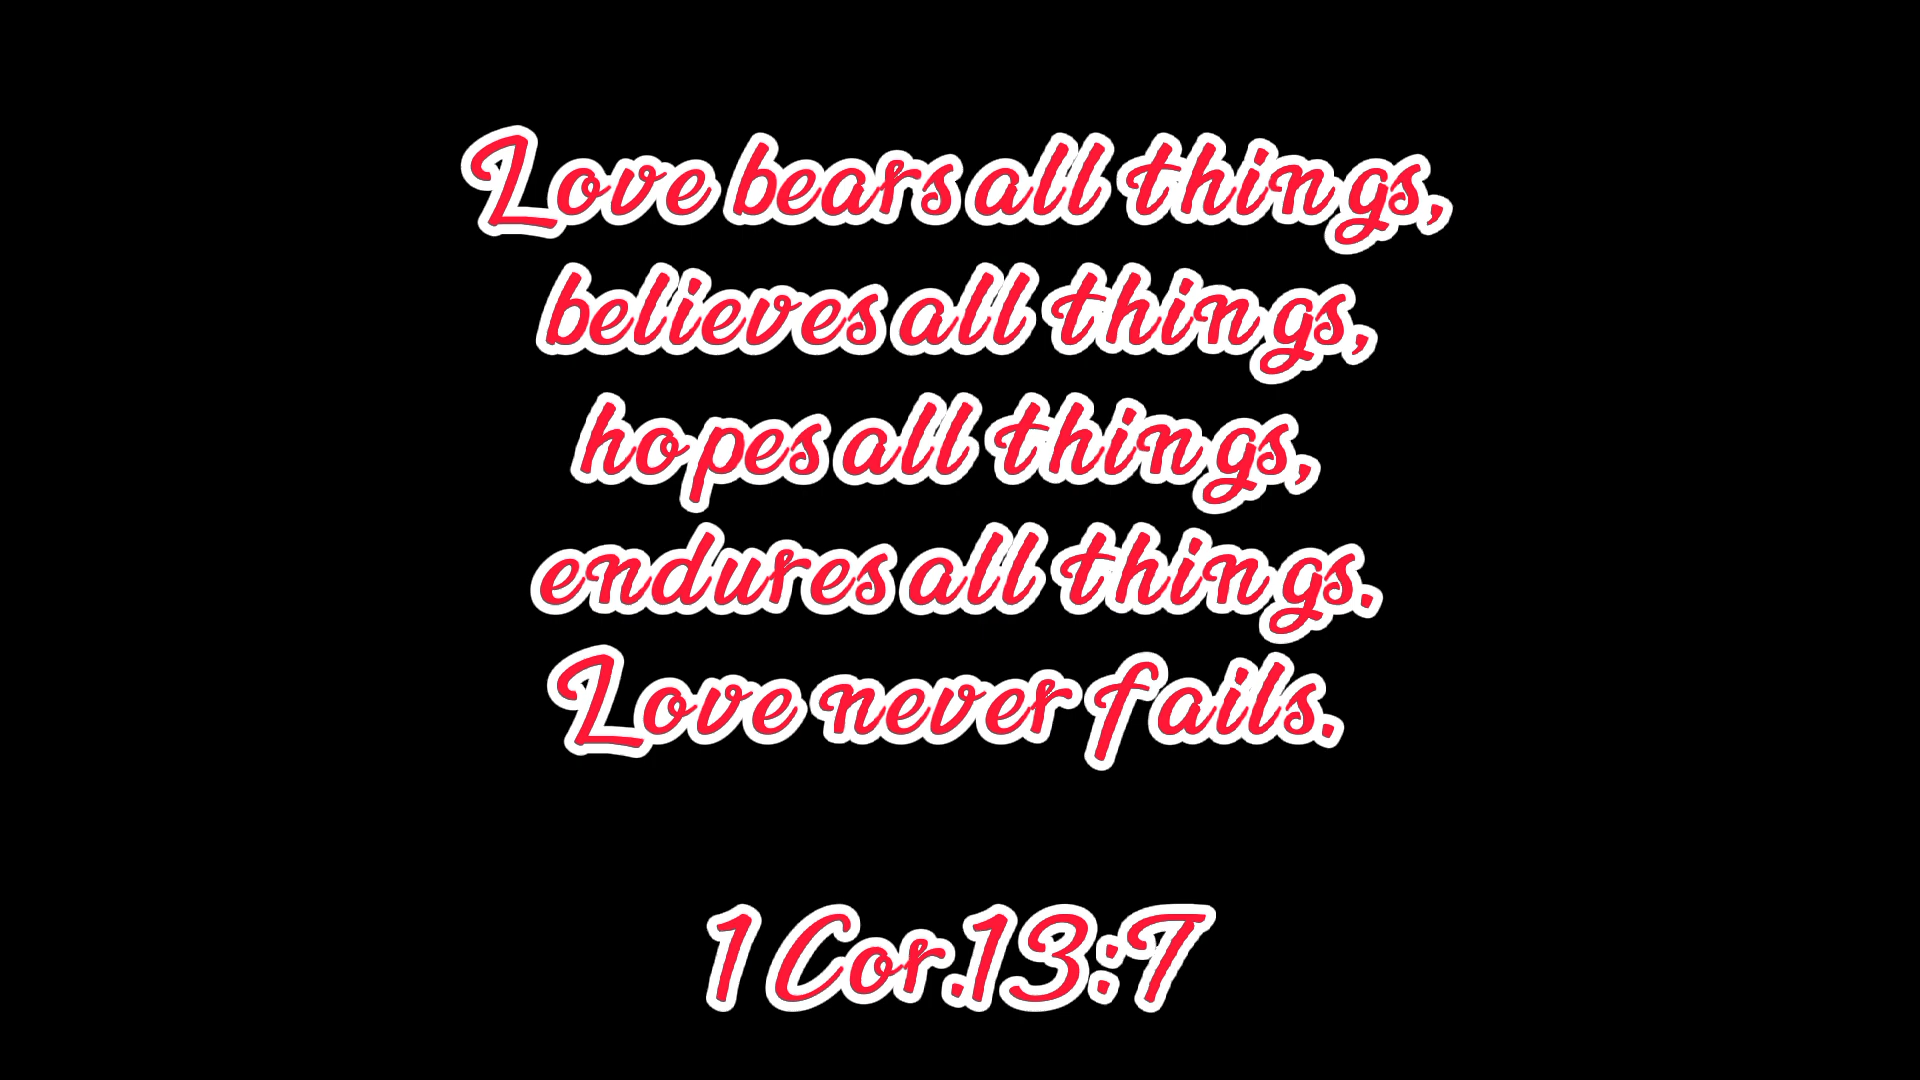 Love bears all things,
believes all things,
hopes all things,
endures all things.
Love never fails.
1 Cor.13:7